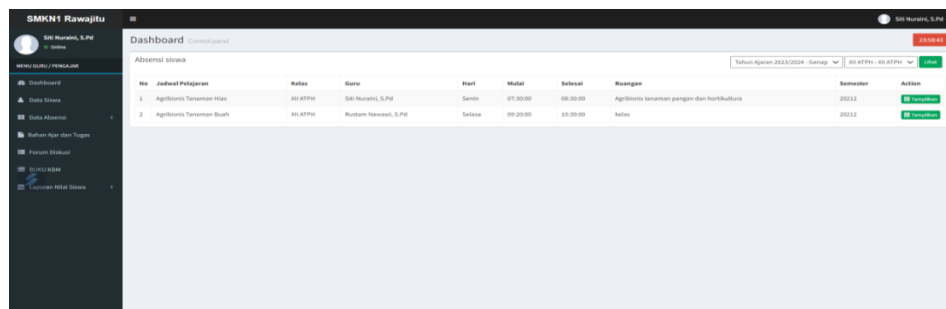 SMKN1 Rawajitu
Siti Nuraini, S.Pd
Siti Nuraini, S.Pd
Online
Dashboard Control panel
23:50:43
MENU GURU / PENGAJAR
Absensi siswa
Tahun Ajaran 2023/2024 - Genap
XII ATPH - XII ATPH
Lihat
Dashboard
Data Siswa
Data Absensi
Bahan Ajar dan Tugas
Forum Diskusi
BUKU KBM
Laporan Nilai Siswa
No Jadwal Pelajaran Kelas Guru Hari Mulai Selesai Ruangan Semester Action
1 Agribisnis Tanaman Hias XII ATPH Siti Nuraini, S.Pd Senin 07:30:00 08:30:00 Agribisnis tanaman pangan dan hortikultura 20212 Tampilkan
2 Agribisnis Tanaman Buah XII ATPH Rustam Nawawi, S.Pd Selasa 09:20:00 10:30:00 kelas 20212 Tampilkan